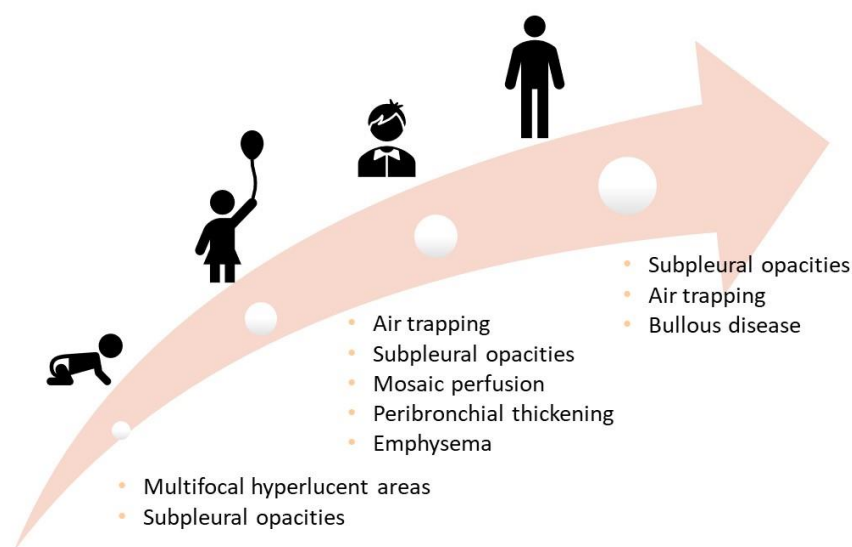 • Subpleural opacities
• Air trapping
• Bullous disease
• Air trapping
• Subpleural opacities
• Mosaic perfusion
• Peribronchial thickening
• Emphysema
• Multifocal hyperlucent areas
• Subpleural opacities